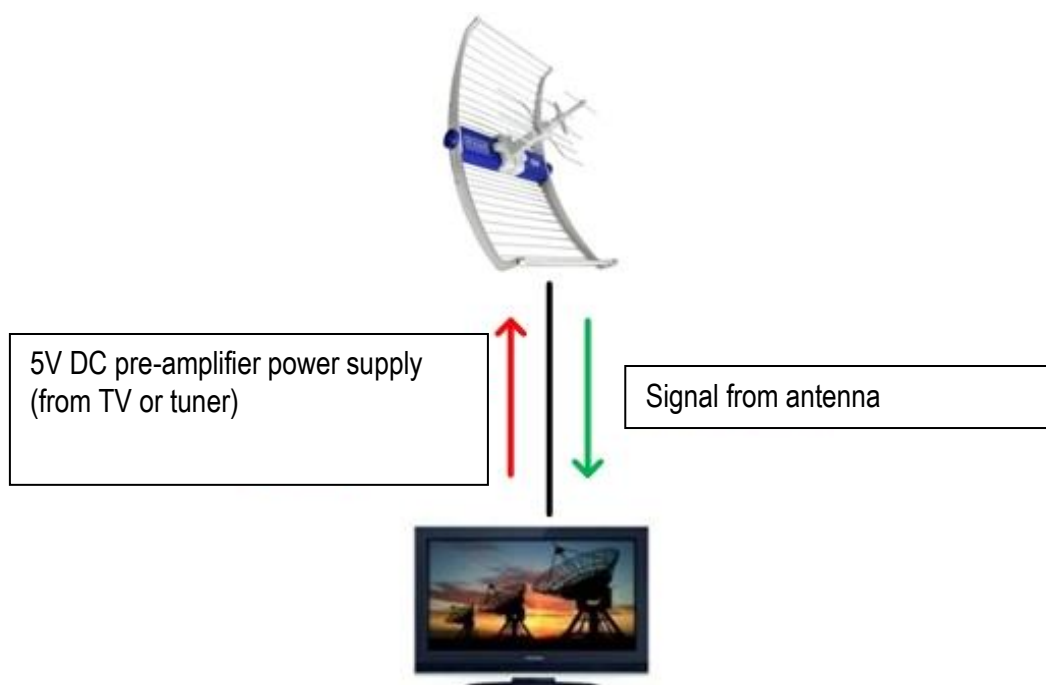 5V DC pre-amplifier power supply
(from TV or tuner)
Signal from antenna